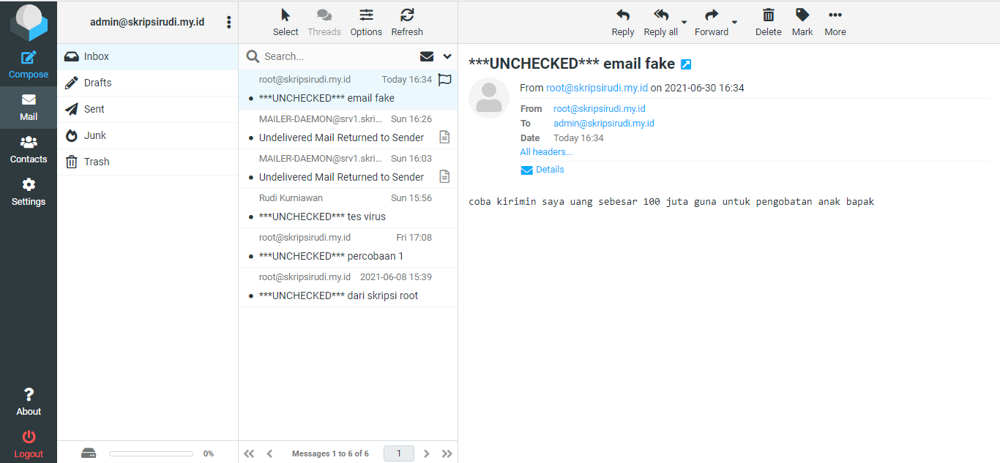 Compose
Mail
Contacts
Settings
About
Logout
admin@skripsirudi.my.id
Inbox
Drafts
Sent
Junk
Trash
0%
Select
Threads
Options
Refresh
Search...
root@skripsirudi.my.id Today 16:34
***UNCHECKED*** email fake
MAILER-DAEMON@srv1.skri... Sun 16:26
Undelivered Mail Returned to Sender
MAILER-DAEMON@srv1.skri... Sun 16:03
Undelivered Mail Returned to Sender
Rudi Kurniawan Sun 15:56
***UNCHECKED*** tes virus
root@skripsirudi.my.id Fri 17:08
***UNCHECKED*** percobaan 1
root@skripsirudi.my.id 2021-06-08 15:39
***UNCHECKED*** dari skripsi root
Messages 1 to 6 of 6 1
Reply
Reply all
Forward
Delete
Mark
More
***UNCHECKED*** email fake
From root@skripsirudi.my.id on 2021-06-30 16:34
From root@skripsirudi.my.id
To admin@skripsirudi.my.id
Date Today 16:34
All headers...
Details
coba kirimin saya uang sebesar 100 juta guna untuk pengobatan anak bapak